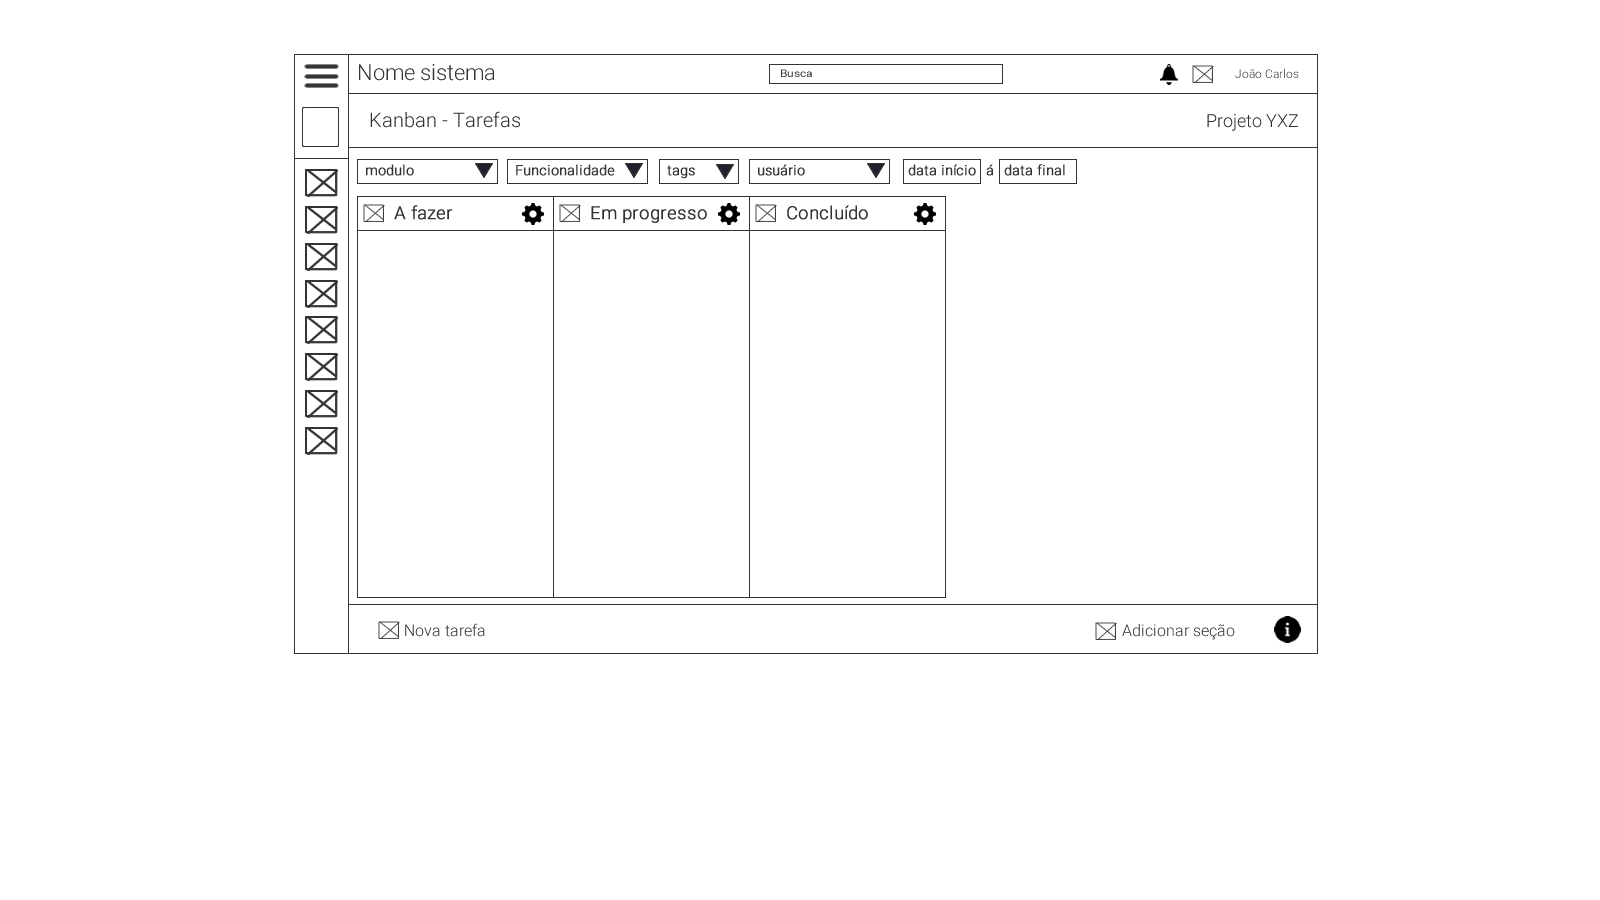 Nome sistema
Busca
João Carlos
Kanban - Tarefas
Projeto YXZ
modulo
Funcionalidade
tags
usuário
data início á data final
A fazer
Em progresso
Concluído
Nova tarefa
Adicionar seção
i